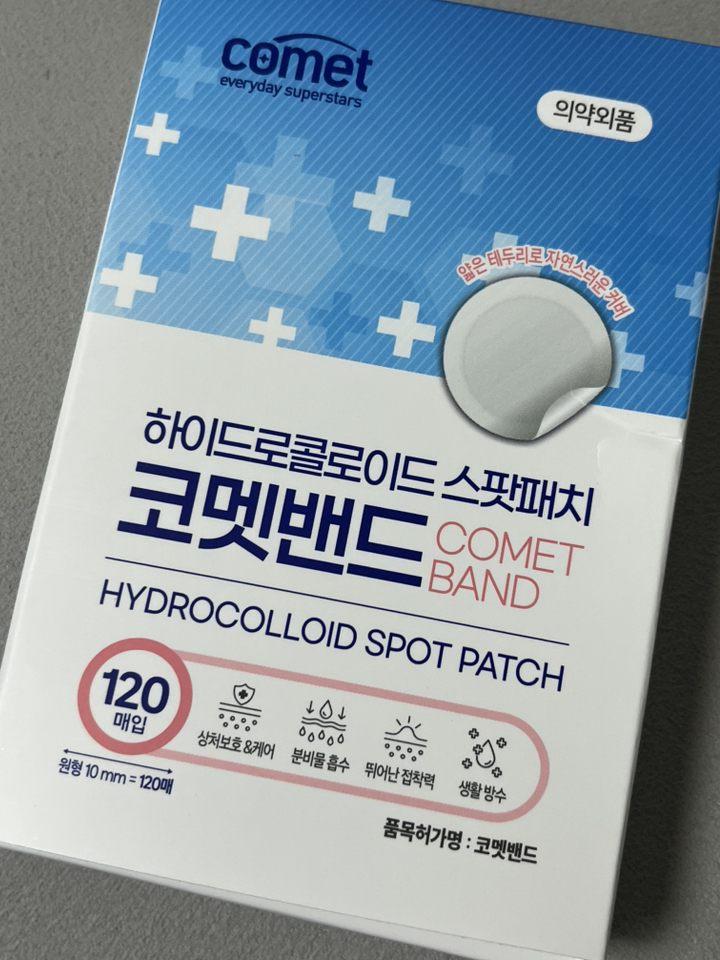 comet
everyday superstars
의약외품
얇은 테두리로 자연스러운 커버
하이드로콜로이드 스팟패치
코멧밴드
COMET
BAND
HYDROCOLLOID SPOT PATCH
120
매입
상처보호 &케어
분비물 흡수
뛰어난 접착력
생활 방수
원형 10 mm = 120매
품목허가명 : 코멧밴드